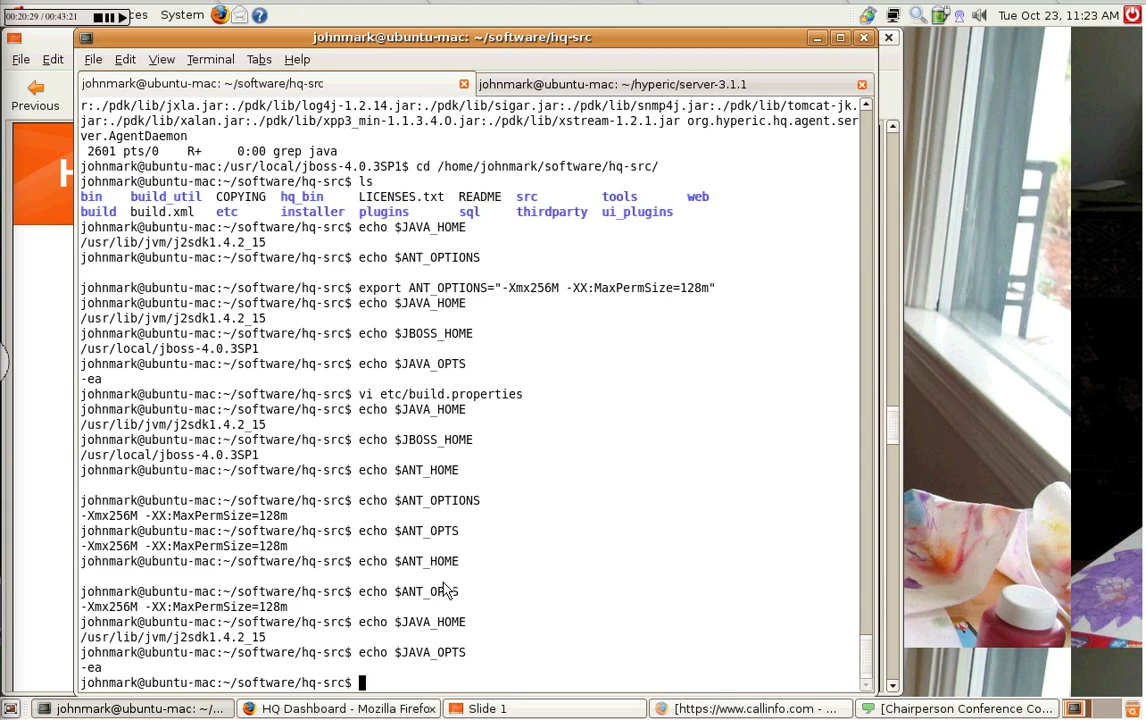 00:20:29 / 00:43:21
ces System
Tue Oct 23, 11:23 AM
johnmark@ubuntu-mac: ~/software/hq-src
File Edit
File Edit View Terminal Tabs Help
johnmark@ubuntu-mac: ~/software/hq-src
johnmark@ubuntu-mac: ~/hyperic/server-3.1.1
Previous
H
r:./pdk/lib/jxla.jar:./pdk/lib/log4j-1.2.14.jar:./pdk/lib/sigar.jar:./pdk/lib/snmp4j.jar:./pdk/lib/tomcat-jk.
jar:./pdk/lib/xalan.jar:./pdk/lib/xpp3_min-1.1.3.4.O.jar:./pdk/lib/xstream-1.2.1.jar org.hyperic.hq.agent.ser
ver.AgentDaemon
2601 pts/0 R+ 0:00 grep java
johnmark@ubuntu-mac:/usr/local/jboss-4.0.3SP1$ cd /home/johnmark/software/hq-src/
johnmark@ubuntu-mac:~/software/hq-src$ ls
bin build_util COPYING hq_bin LICENSES.txt README src tools web
build build.xml etc installer plugins sql thirdparty ui_plugins
johnmark@ubuntu-mac:~/software/hq-src$ echo $JAVA_HOME
/usr/lib/jvm/j2sdk1.4.2_15
johnmark@ubuntu-mac:~/software/hq-src$ echo $ANT_OPTIONS
johnmark@ubuntu-mac:~/software/hq-src$ export ANT_OPTIONS="-Xmx256M -XX:MaxPermSize=128m"
johnmark@ubuntu-mac:~/software/hq-src$ echo $JAVA_HOME
/usr/lib/jvm/j2sdk1.4.2_15
johnmark@ubuntu-mac:~/software/hq-src$ echo $JBOSS_HOME
/usr/local/jboss-4.0.3SP1
johnmark@ubuntu-mac:~/software/hq-src$ echo $JAVA_OPTS
-ea
johnmark@ubuntu-mac:~/software/hq-src$ vi etc/build.properties
johnmark@ubuntu-mac:~/software/hq-src$ echo $JAVA_HOME
/usr/lib/jvm/j2sdk1.4.2_15
johnmark@ubuntu-mac:~/software/hq-src$ echo $JBOSS_HOME
/usr/local/jboss-4.0.3SP1
johnmark@ubuntu-mac:~/software/hq-src$ echo $ANT_HOME
johnmark@ubuntu-mac:~/software/hq-src$ echo $ANT_OPTIONS
-Xmx256M -XX:MaxPermSize=128m
johnmark@ubuntu-mac:~/software/hq-src$ echo $ANT_OPTS
-Xmx256M -XX:MaxPermSize=128m
johnmark@ubuntu-mac:~/software/hq-src$ echo $ANT_HOME
johnmark@ubuntu-mac:~/software/hq-src$ echo $ANT_OPTS
-Xmx256M -XX:MaxPermSize=128m
johnmark@ubuntu-mac:~/software/hq-src$ echo $JAVA_HOME
/usr/lib/jvm/j2sdk1.4.2_15
johnmark@ubuntu-mac:~/software/hq-src$ echo $JAVA_OPTS
-ea
johnmark@ubuntu-mac:~/software/hq-src$
johnmark@ubuntu-mac: ~/...
HQ Dashboard - Mozilla Firefox
Slide 1
[https://www.callinfo.com - ...
[Chairperson Conference Co...